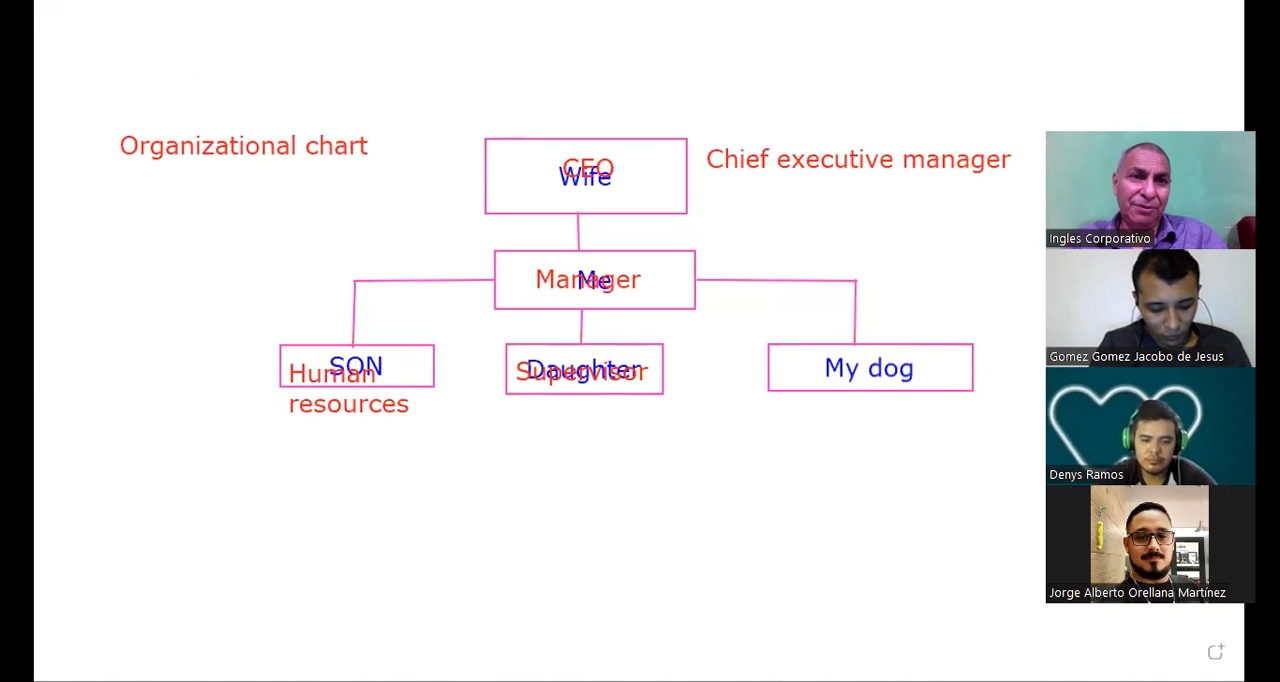 Organizational chart
CEO
Wife
Chief executive manager
Manager
Me
SON
Human
resources
Daughter
Supervisor
My dog
Ingles Corporativo
Gomez Gomez Jacobo de Jesus
Denys Ramos
Jorge Alberto Orellana Martínez